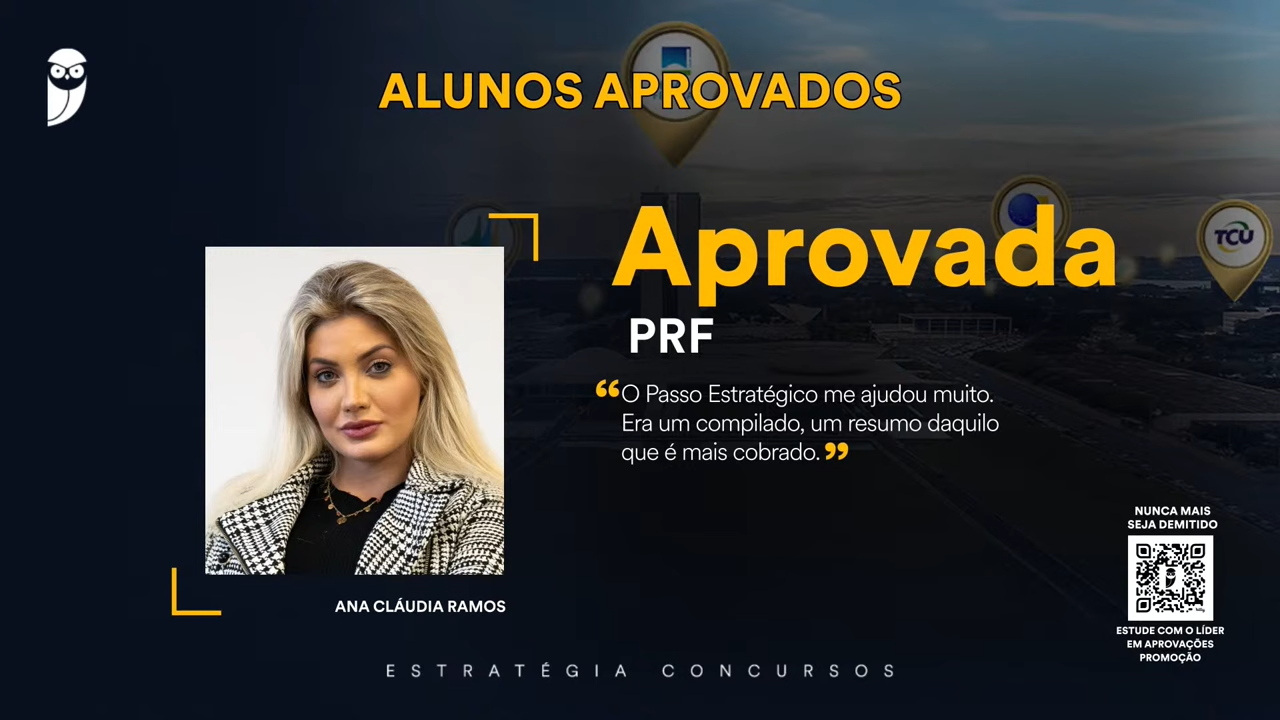 ALUNOS APROVADOS
Aprovada
TCU
PRF
“O Passo Estratégico me ajudou muito.
Era um compilado, um resumo daquilo
que é mais cobrado.”
ANA CLÁUDIA RAMOS
NUNCA MAIS
SEJA DEMITIDO
ESTUDE COM O LÍDER
EM APROVAÇÕES
PROMOÇÃO
ESTRATÉGIA CONCURSOS